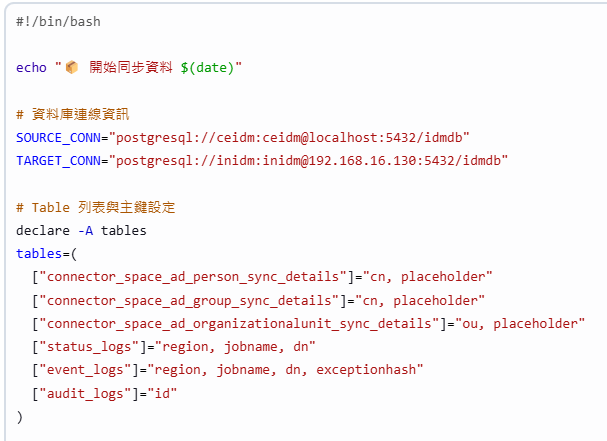 #!/bin/bash
echo "📦 開始同步資料 $(date)"
# 資料庫連線資訊
SOURCE_CONN="postgresql://ceidm:ceidm@localhost:5432/idmdb"
TARGET_CONN="postgresql://inidm:inidm@192.168.16.130:5432/idmdb"
# Table 列表與主鍵設定
declare -A tables
tables=(
  ["connector_space_ad_person_sync_details"]="cn, placeholder"
  ["connector_space_ad_group_sync_details"]="cn, placeholder"
  ["connector_space_ad_organizationalunit_sync_details"]="ou, placeholder"
  ["status_logs"]="region, jobname, dn"
  ["event_logs"]="region, jobname, dn, exceptionhash"
  ["audit_logs"]="id"
)